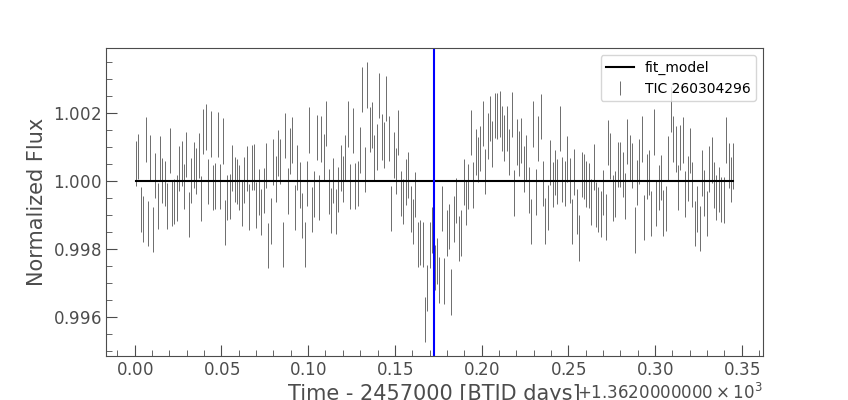 fit_model
TIC 260304296
Normalized Flux
1.002
1.000
0.998
0.996
0.00 0.05 0.10 0.15 0.20 0.25 0.30 0.35
Time - 2457000 [BTJD days]
+1.3620000000 × 10³